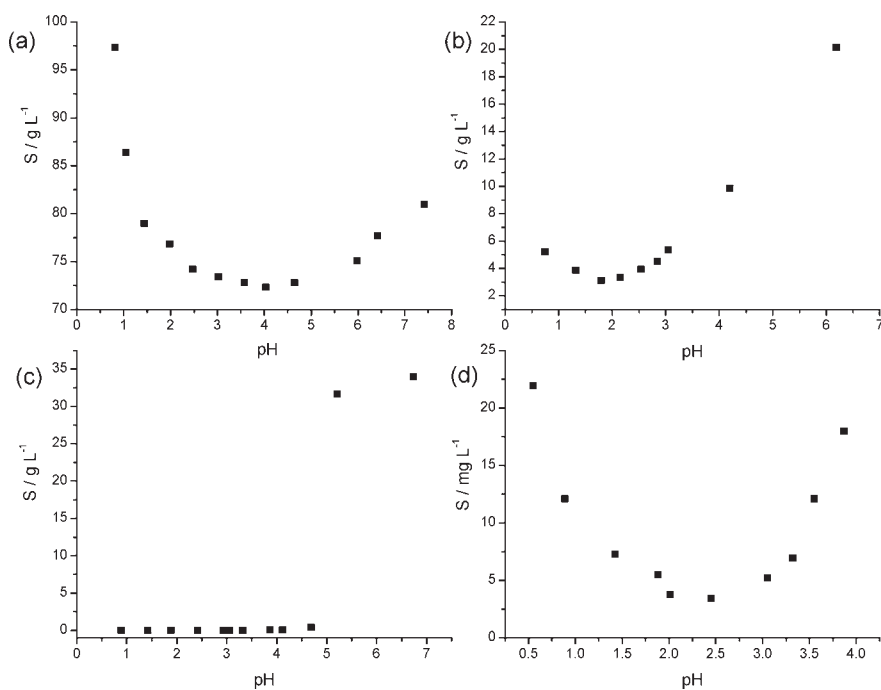 (a)
S / g L⁻¹
100
95
90
85
80
75
70
0 1 2 3 4 5 6 7 8
pH
(b)
S / g L⁻¹
22
20
18
16
14
12
10
8
6
4
2
0 1 2 3 4 5 6 7
pH
(c)
S / g L⁻¹
35
30
25
20
15
10
5
0
0 1 2 3 4 5 6 7
pH
(d)
S / mg L⁻¹
25
20
15
10
5
0
0.5 1.0 1.5 2.0 2.5 3.0 3.5 4.0
pH